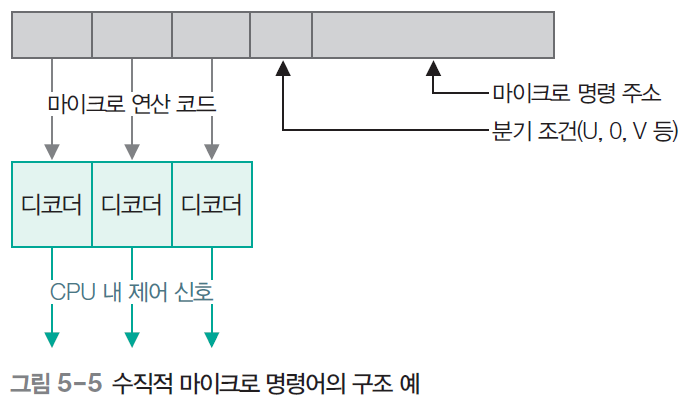 마이크로 연산 코드
마이크로 명령 주소
분기 조건(U, 0, V 등)
디코더 디코더 디코더
CPU 내 제어 신호
그림 5-5 수직적 마이크로 명령어의 구조 예